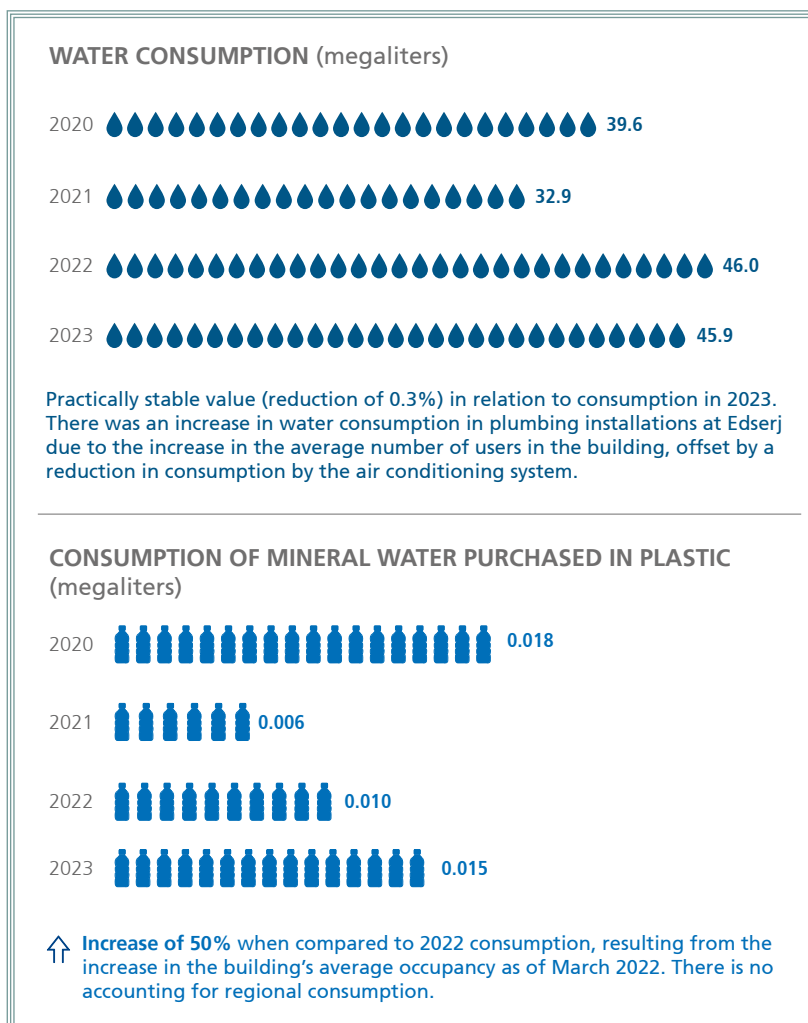 WATER CONSUMPTION (megaliters)
2020 39.6
2021 32.9
2022 46.0
2023 45.9
Practically stable value (reduction of 0.3%) in relation to consumption in 2023.
There was an increase in water consumption in plumbing installations at Edserj
due to the increase in the average number of users in the building, offset by a
reduction in consumption by the air conditioning system.
CONSUMPTION OF MINERAL WATER PURCHASED IN PLASTIC
(megaliters)
2020 0.018
2021 0.006
2022 0.010
2023 0.015
Increase of 50% when compared to 2022 consumption, resulting from the
increase in the building’s average occupancy as of March 2022. There is no
accounting for regional consumption.